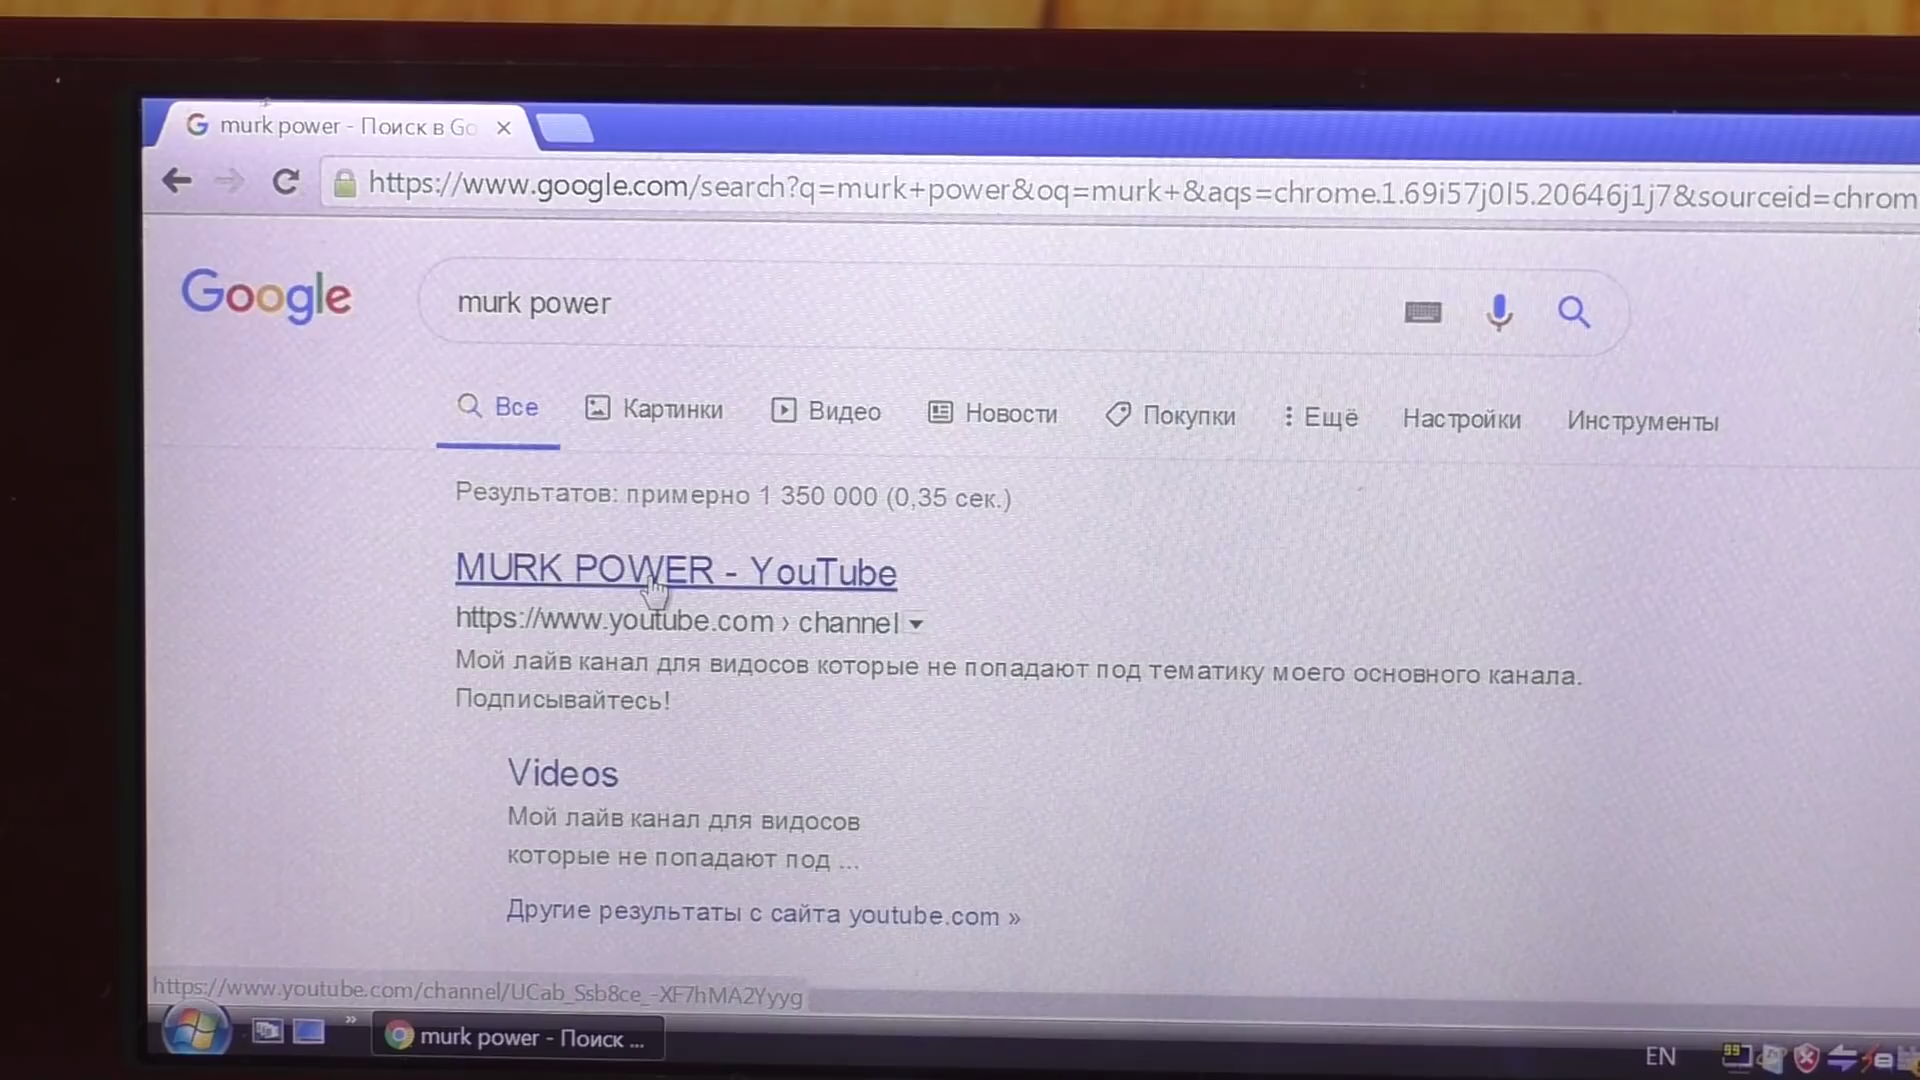 murk power - Поиск в Go
https://www.google.com/search?q=murk+power&oq=murk+&aqs=chrome.1.69i57j0l5.20646j1j7&sourceid=chrom
Google
murk power
Все
Картинки
Видео
Новости
Покупки
Ещё
Настройки
Инструменты
Результатов: примерно 1 350 000 (0,35 сек.)
MURK POWER - YouTube
https://www.youtube.com › channel
Мой лайв канал для видосов которые не попадают под тематику моего основного канала.
Подписывайтесь!
Videos
Мой лайв канал для видосов
которые не попадают под ...
Другие результаты с сайта youtube.com »
https://www.youtube.com/channel/UCab_Ssb8ce_-XF7hMA2Yyyg
murk power - Поиск ...
EN
99